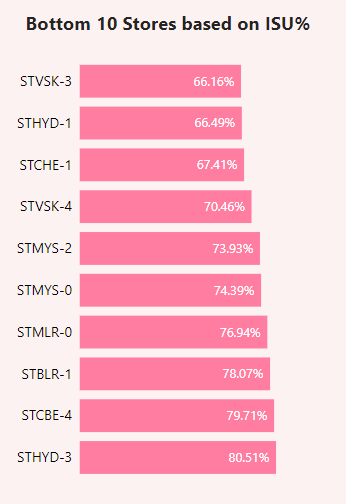 Bottom 10 Stores based on ISU%
STVSK-3 66.16%
STHYD-1 66.49%
STCHE-1 67.41%
STVSK-4 70.46%
STMYS-2 73.93%
STMYS-0 74.39%
STMLR-0 76.94%
STBLR-1 78.07%
STCBE-4 79.71%
STHYD-3 80.51%